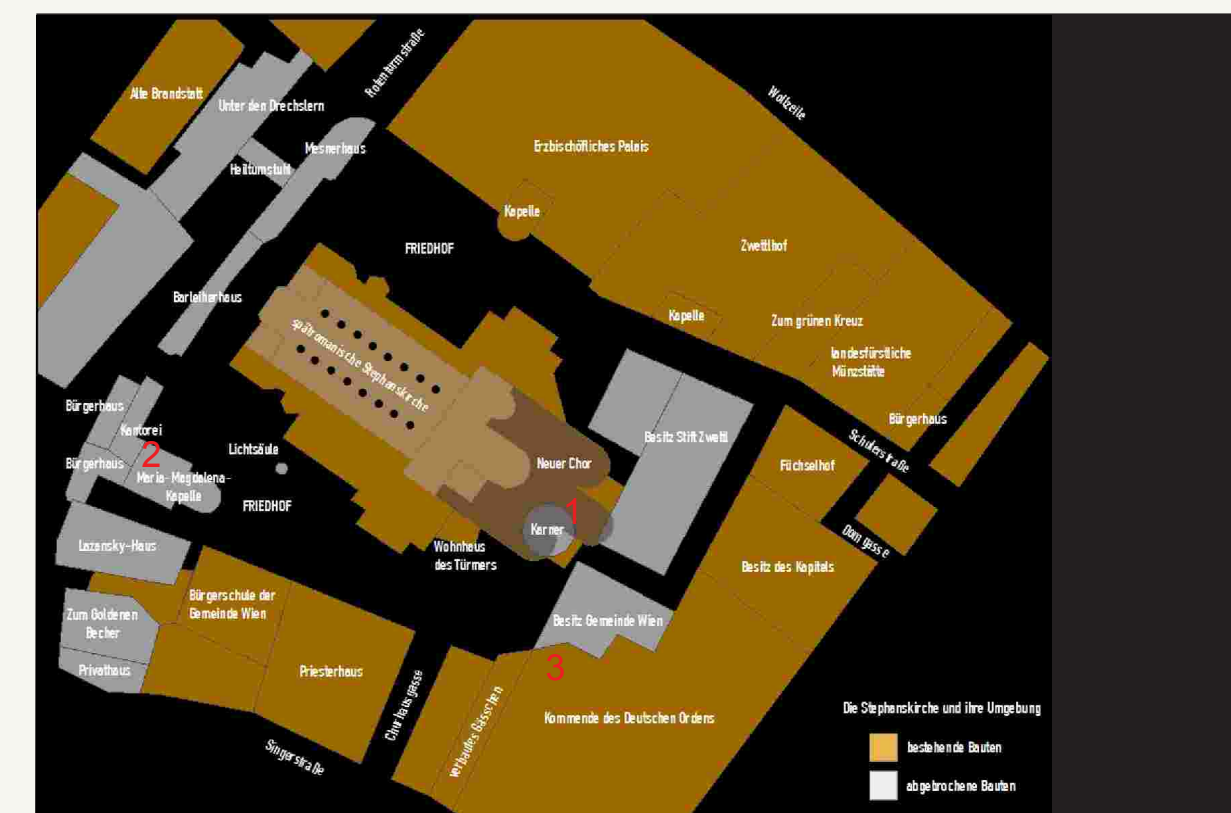 Rotenturmstraße
Alte Brandstatt
Unter den Drechslern
Wollzeile
Mesnerhaus
Erzbischöfliches Palais
Heiltumstuhl
Kapelle
FRIEDHOF
Zwettlhof
Barleiherhaus
Kapelle
Zum grünen Kreuz
spätromanische Stephanskirche
landesfürstliche
Münzstätte
Bürgerhaus
Bürgerhaus
Kantorei
2
Besitz Stift Zwettl
Schulerstraße
Lichtsäule
Bürgerhaus
Neuer Chor
Füchselhof
Maria-Magdalena-
Kapelle
FRIEDHOF
1
Karner
Domgasse
Lazansky-Haus
Wohnhaus
des Türmers
Besitz des Kapitels
Bürgerschule der
Gemeinde Wien
Zum Goldenen
Becher
Besitz Gemeinde Wien
Privathaus
Priesterhaus
3
Churhausgasse
verbautes Gässchen
Kommende des Deutschen Ordens
Singerstraße
Die Stephanskirche und ihre Umgebung
bestehende Bauten
abgebrochene Bauten